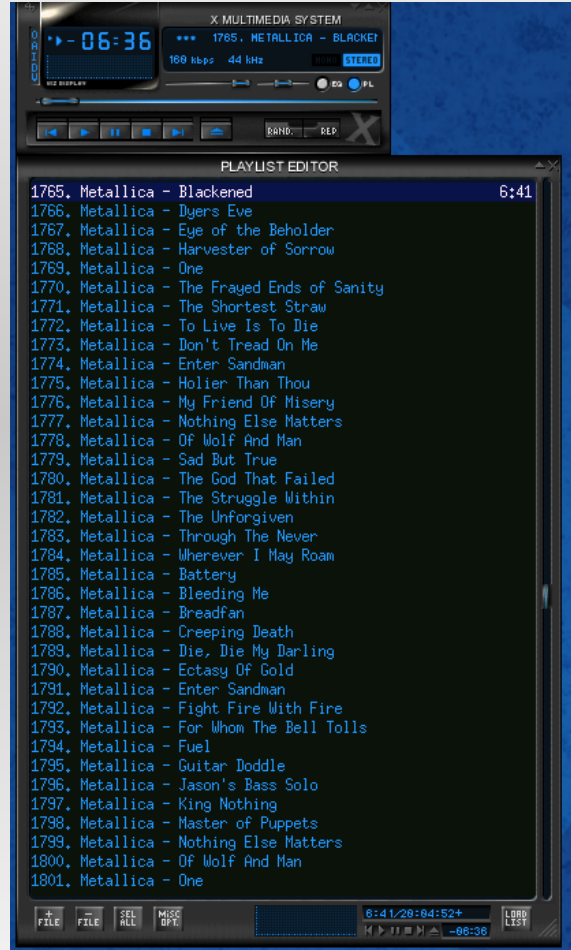 X MULTIMEDIA SYSTEM
O
A
I
D
V
-06:36
*** 1765. METALLICA - BLACKEN
160 kbps 44 kHz MONO STEREO
VIZ DISPLAY
EQ PL
RAND. REP. X
PLAYLIST EDITOR
1765. Metallica - Blackened 6:41
1766. Metallica - Dyers Eve
1767. Metallica - Eye of the Beholder
1768. Metallica - Harvester of Sorrow
1769. Metallica - One
1770. Metallica - The Frayed Ends of Sanity
1771. Metallica - The Shortest Straw
1772. Metallica - To Live Is To Die
1773. Metallica - Don't Tread On Me
1774. Metallica - Enter Sandman
1775. Metallica - Holier Than Thou
1776. Metallica - My Friend Of Misery
1777. Metallica - Nothing Else Matters
1778. Metallica - Of Wolf And Man
1779. Metallica - Sad But True
1780. Metallica - The God That Failed
1781. Metallica - The Struggle Within
1782. Metallica - The Unforgiven
1783. Metallica - Through The Never
1784. Metallica - Wherever I May Roam
1785. Metallica - Battery
1786. Metallica - Bleeding Me
1787. Metallica - Breadfan
1788. Metallica - Creeping Death
1789. Metallica - Die, Die My Darling
1790. Metallica - Ectasy Of Gold
1791. Metallica - Enter Sandman
1792. Metallica - Fight Fire With Fire
1793. Metallica - For Whom The Bell Tolls
1794. Metallica - Fuel
1795. Metallica - Guitar Doddle
1796. Metallica - Jason's Bass Solo
1797. Metallica - King Nothing
1798. Metallica - Master of Puppets
1799. Metallica - Nothing Else Matters
1800. Metallica - Of Wolf And Man
1801. Metallica - One
+ FILE - FILE SEL ALL MISC OPT. 6:41/20:04:52+ LOAD LIST
-06:36